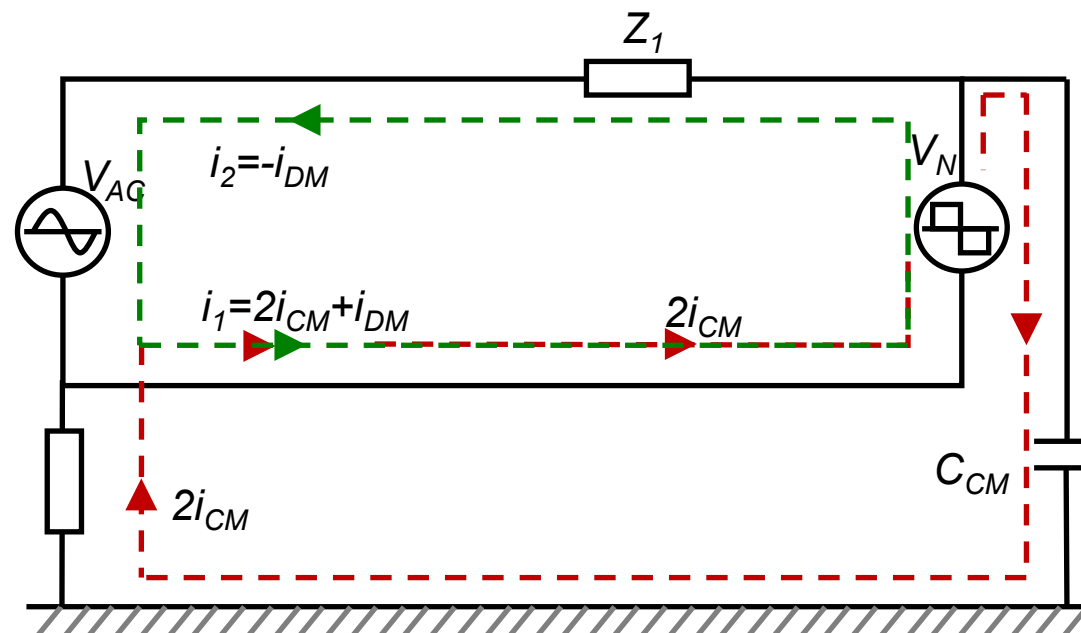 Z1
VAC
i2=-iDM
VN
i1=2iCM+iDM
2iCM
CCM
2iCM